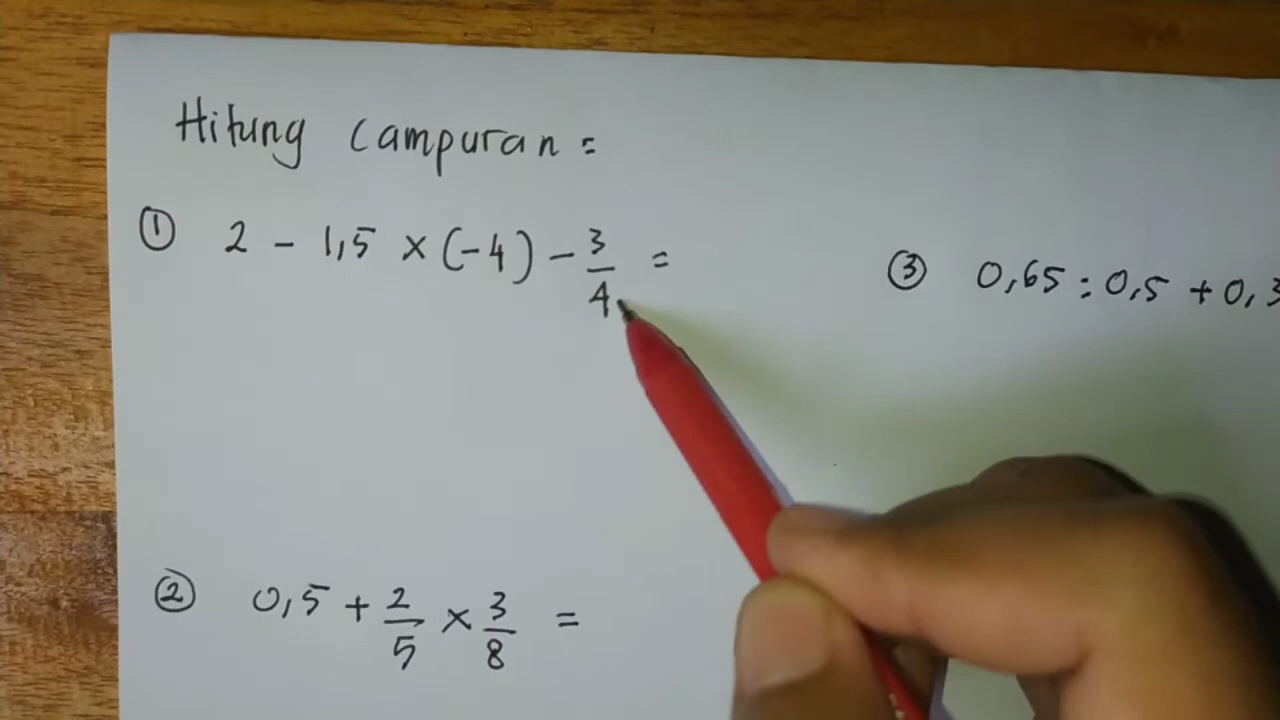 Hitung Campuran =
① 2 - 1,5 × (-4) - 3/4 =
③ 0,65 : 0,5 + 0,3
② 0,5 + 2/5 × 3/8 =